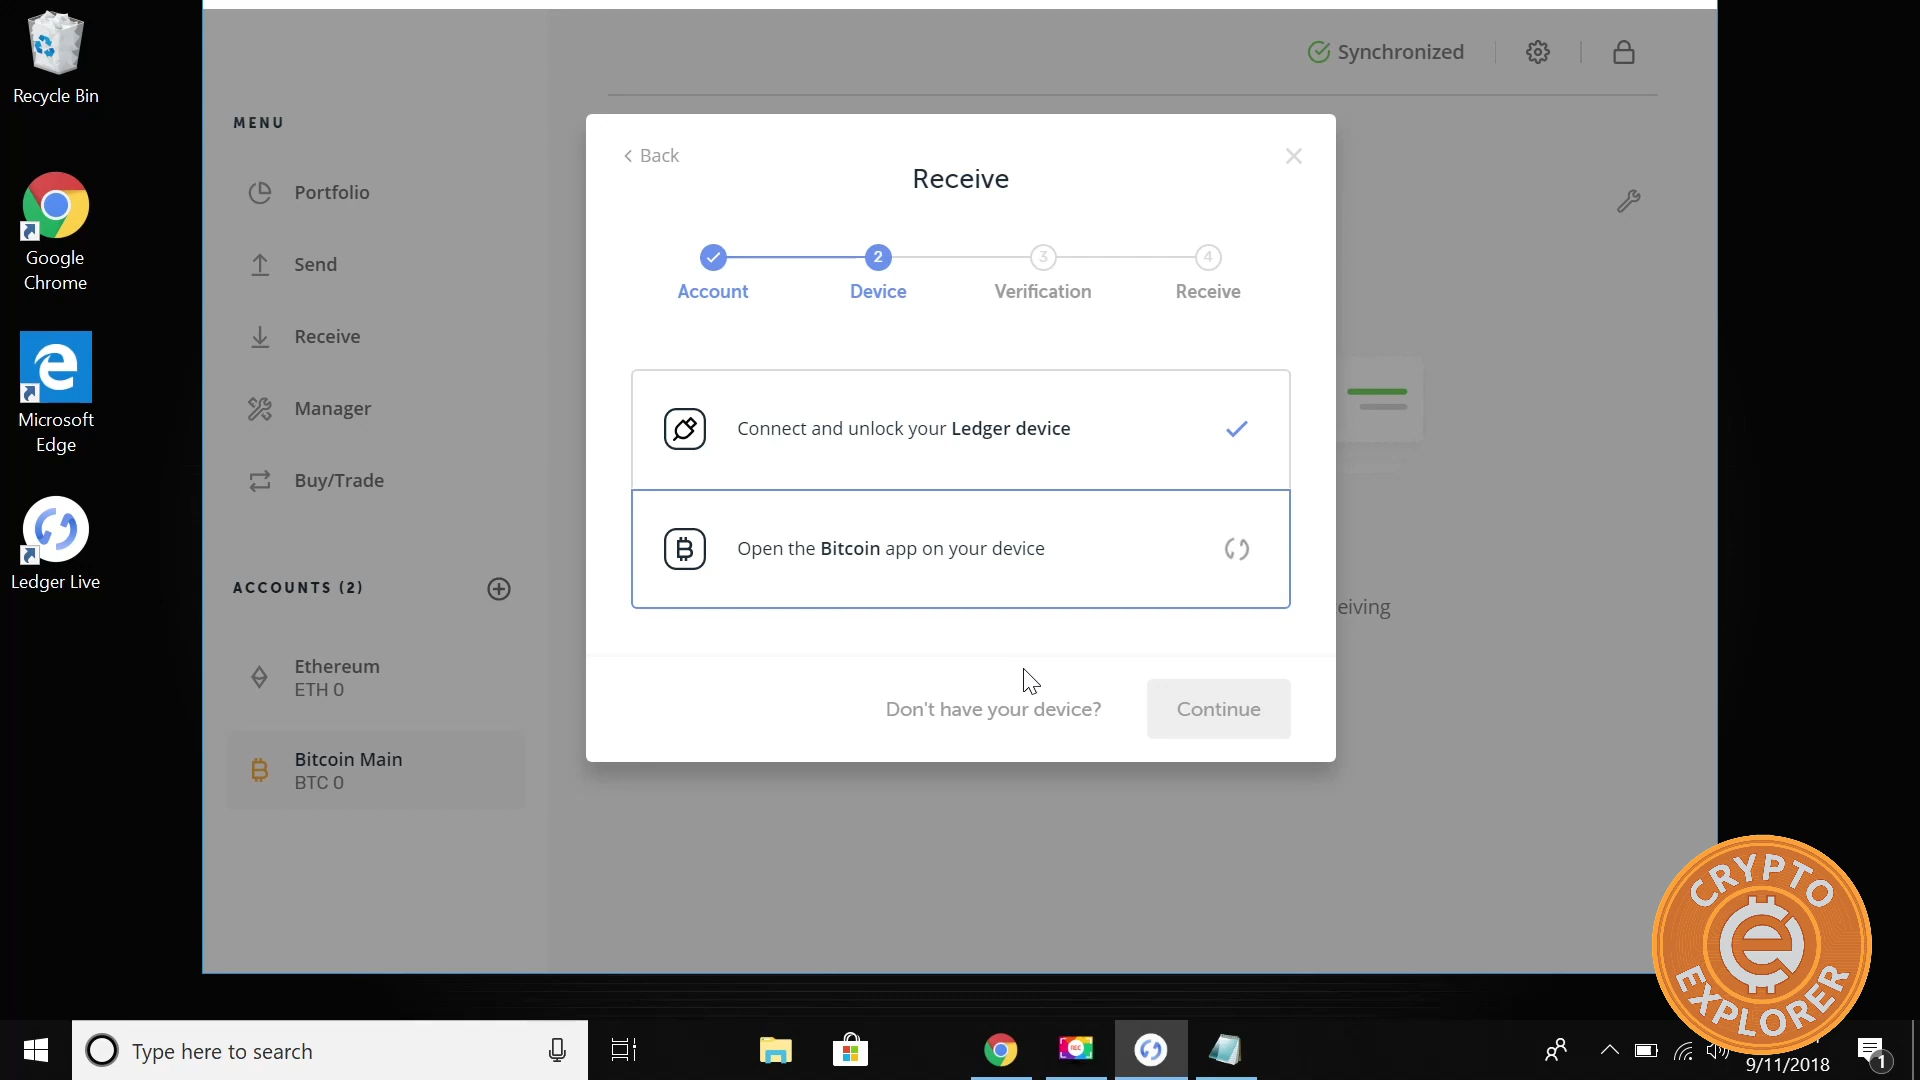 Recycle Bin
Google
Chrome
Microsoft
Edge
Ledger Live
Synchronized
MENU
Portfolio
Send
Receive
Manager
Buy/Trade
ACCOUNTS (2)
Ethereum
ETH 0
Bitcoin Main
BTC 0
Back
Receive
2
3
4
Account
Device
Verification
Receive
Connect and unlock your Ledger device
Open the Bitcoin app on your device
eiving
Don't have your device?
Continue
CRYPTO
EXPLORER
Type here to search
REC
9/11/2018
1